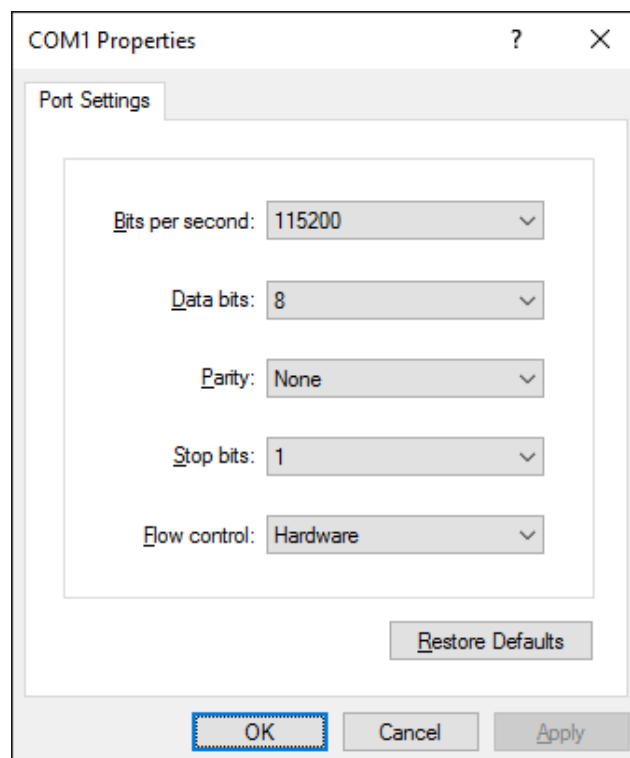 COM1 Properties ?
Port Settings
Bits per second: 115200
Data bits: 8
Parity: None
Stop bits: 1
Flow control: Hardware
Restore Defaults
OK Cancel Apply